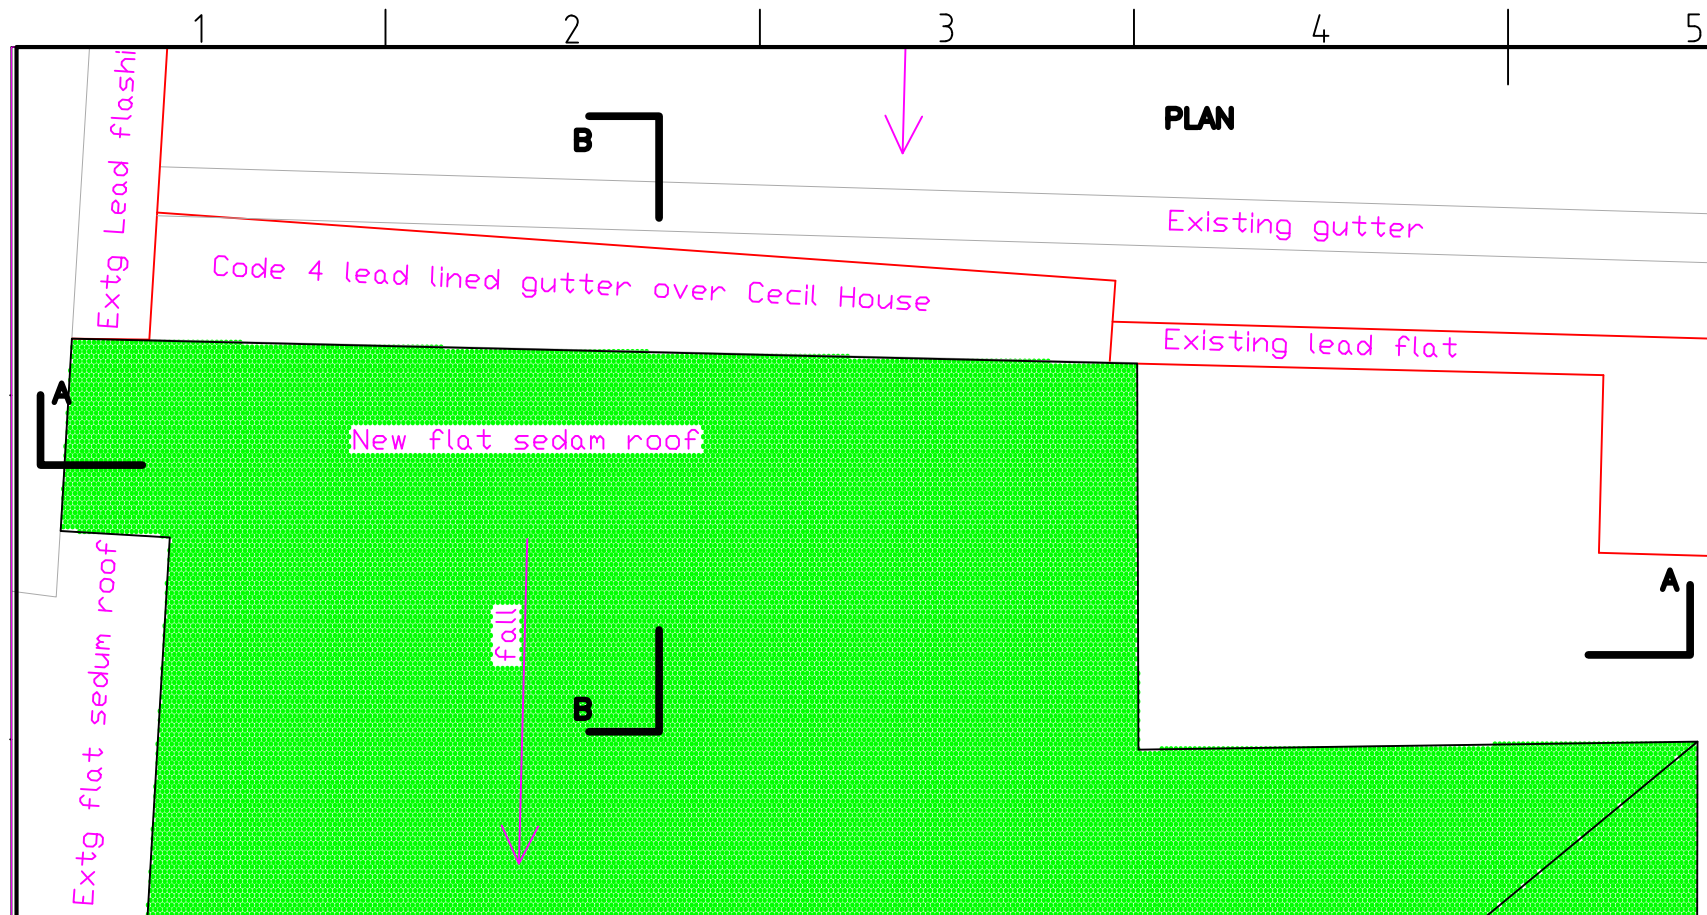 1
2
3
4
5
PLAN
B
Extg Lead flashi
Existing gutter
Code 4 lead lined gutter over Cecil House
Existing lead flat
A
New flat sedam roof
A
fall
B
Extg flat sedum roof